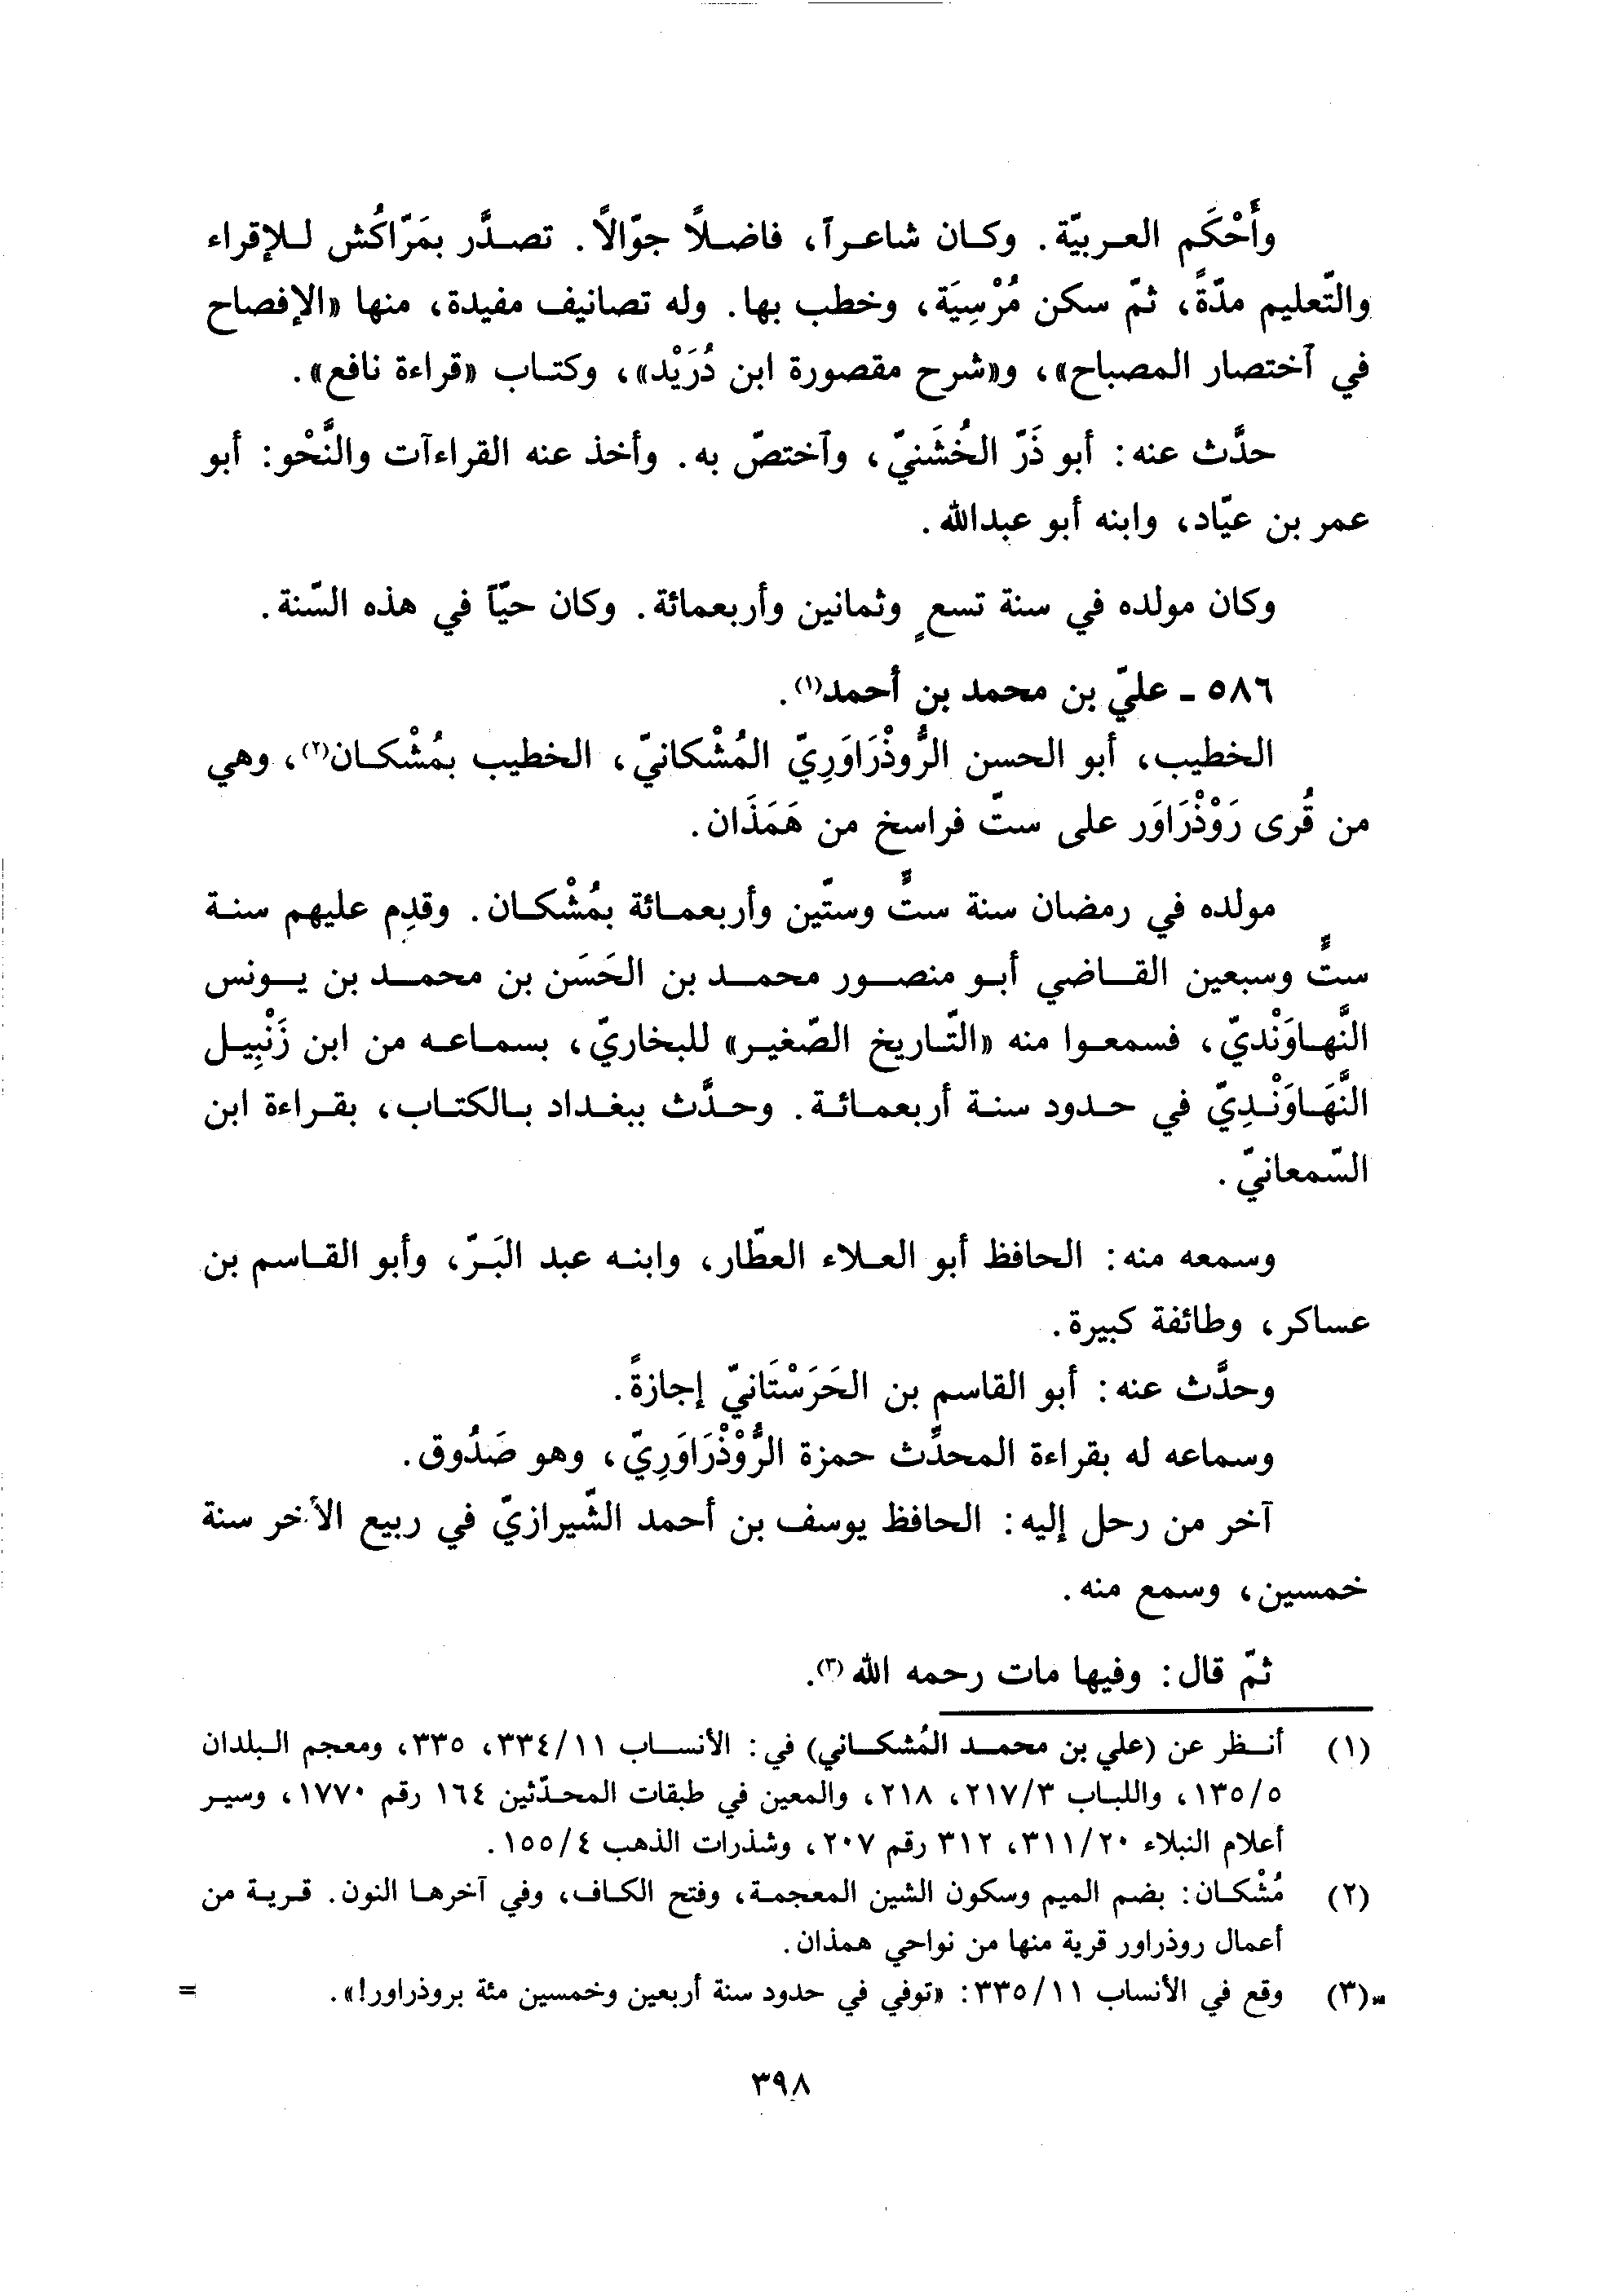 وأَحْكَم العربيّة. وكان شاعراً، فاضلاً جوّالاً. تصدَّر بمَرّاكُش للإقراء
والتّعليم مدّةً، ثمّ سكن مُرْسِيَة، وخطب بها. وله تصانيف مفيدة، منها «الإفصاح
في آختصار المصباح»، و«شرح مقصورة ابن دُرَيْد»، وكتاب «قراءة نافع».
حدَّث عنه: أبو ذَرّ الخُشَنيّ، وآختصّ به. وأخذ عنه القراءآت والنَّحْو: أبو
عمر بن عيّاد، وابنه أبو عبدالله.
وكان مولده في سنة تسعٍ وثمانين وأربعمائة. وكان حيّاً في هذه السّنة.
٥٨٦ ـ عليّ بن محمد بن أحمد(١).
الخطيب، أبو الحسن الرُّوذْرَاوَرِيّ المُشْكانيّ، الخطيب بمُشْكان(٢)، وهي
من قُرى رَوْذْرَاوَر على ستّ فراسخ من هَمَذَان.
مولده في رمضان سنة ستٍّ وستّين وأربعمائة بمُشْكان. وقدِم عليهم سنة
ستٍّ وسبعين القاضي أبو منصور محمد بن الحَسَن بن محمد بن يونس
النَّهاوَنْديّ، فسمعوا منه «التّاريخ الصّغير» للبخاريّ، بسماعه من ابن زَنْبِيل
النَّهَاوَنْدِيّ في حدود سنة أربعمائة. وحدَّث ببغداد بالكتاب، بقراءة ابن
السّمعانيّ.
وسمعه منه: الحافظ أبو العلاء العطّار، وابنه عبد البَرّ، وأبو القاسم بن
عساكر، وطائفة كبيرة.
وحدَّث عنه: أبو القاسم بن الحَرَسْتَانيّ إجازةً.
وسماعه له بقراءة المحدِّث حمزة الرُّوْذْرَاوَرِيّ، وهو صَدُوق.
آخر من رحل إليه: الحافظ يوسف بن أحمد الشّيرازيّ في ربيع الأخر سنة
خمسين، وسمع منه.
ثمّ قال: وفيها مات رحمه الله(٣).
(١) أنظر عن (علي بن محمد المُشكاني) في: الأنساب ١١/٣٣٤، ٣٣٥، ومعجم البلدان
٥/١٣٥، واللباب ٣/٢١٧، ٢١٨، والمعين في طبقات المحدّثين ١٦٤ رقم ١٧٧٠، وسير
أعلام النبلاء ٢٠/٣١١، ٣١٢ رقم ٢٠٧، وشذرات الذهب ٤/١٥٥.
(٢) مُشْكان: بضم الميم وسكون الشين المعجمة، وفتح الكاف، وفي آخرها النون. قرية من
أعمال روذراور قرية منها من نواحي همذان.
(٣) وقع في الأنساب ١١/٣٣٥: «توفي في حدود سنة أربعين وخمسين مئة بروذراور!». =
٣٩٨